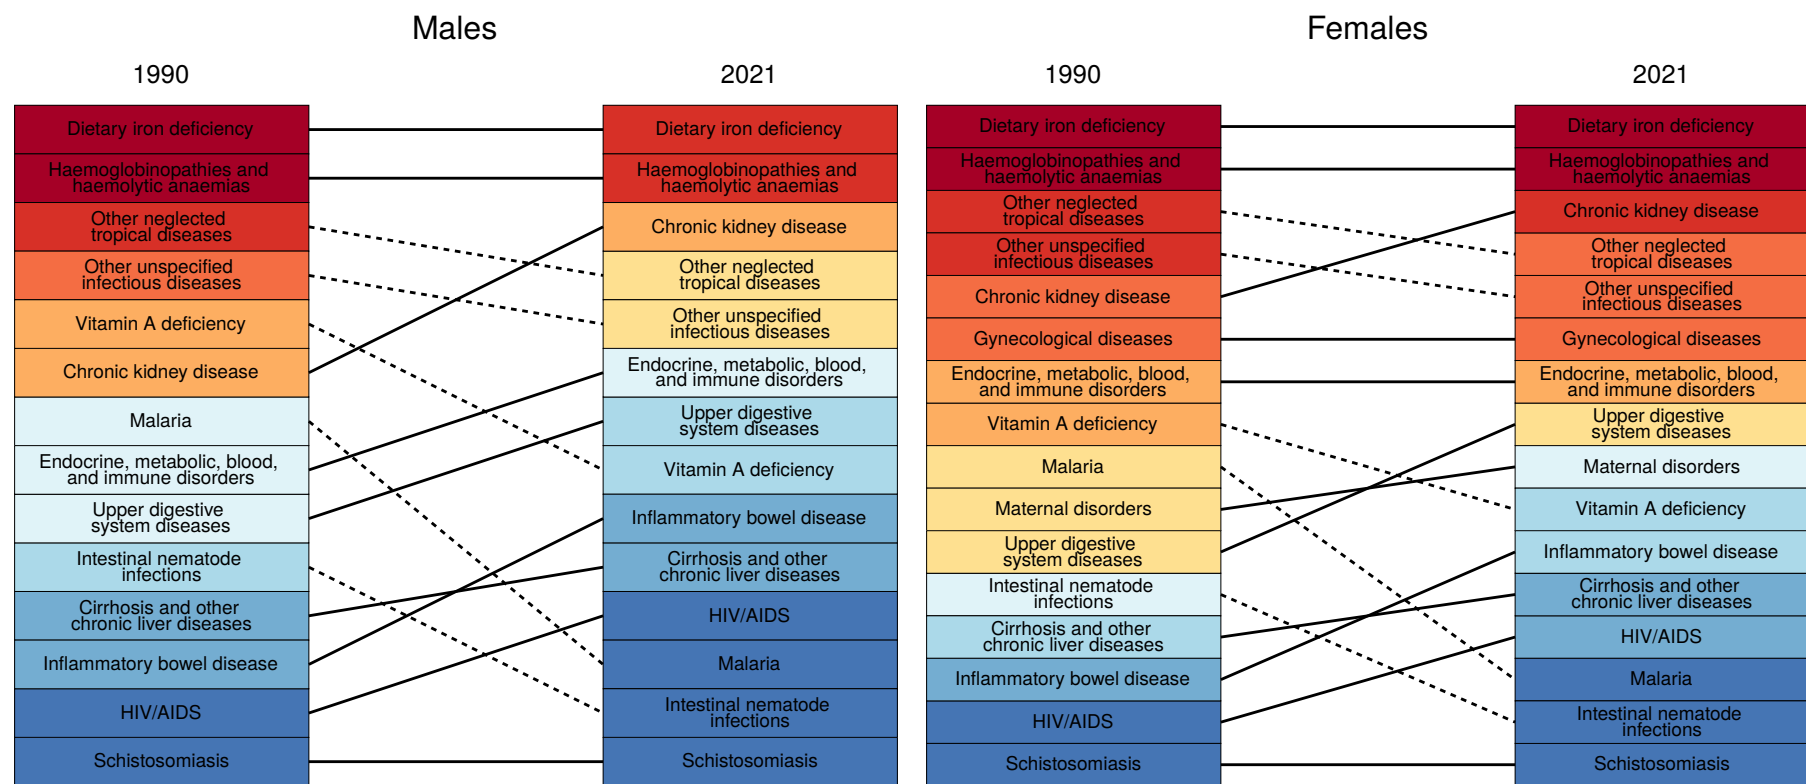 Males
1990
2021
Dietary iron deficiency
Haemoglobinopathies and
haemolytic anaemias
Other neglected
tropical diseases
Other unspecified
infectious diseases
Vitamin A deficiency
Chronic kidney disease
Malaria
Endocrine, metabolic, blood,
and immune disorders
Upper digestive
system diseases
Intestinal nematode
infections
Cirrhosis and other
chronic liver diseases
Inflammatory bowel disease
HIV/AIDS
Schistosomiasis
Dietary iron deficiency
Haemoglobinopathies and
haemolytic anaemias
Chronic kidney disease
Other neglected
tropical diseases
Other unspecified
infectious diseases
Endocrine, metabolic, blood,
and immune disorders
Upper digestive
system diseases
Vitamin A deficiency
Inflammatory bowel disease
Cirrhosis and other
chronic liver diseases
HIV/AIDS
Malaria
Intestinal nematode
infections
Schistosomiasis
Females
1990
2021
Dietary iron deficiency
Haemoglobinopathies and
haemolytic anaemias
Other neglected
tropical diseases
Other unspecified
infectious diseases
Chronic kidney disease
Gynecological diseases
Endocrine, metabolic, blood,
and immune disorders
Vitamin A deficiency
Malaria
Maternal disorders
Upper digestive
system diseases
Intestinal nematode
infections
Cirrhosis and other
chronic liver diseases
Inflammatory bowel disease
HIV/AIDS
Schistosomiasis
Dietary iron deficiency
Haemoglobinopathies and
haemolytic anaemias
Chronic kidney disease
Other neglected
tropical diseases
Other unspecified
infectious diseases
Gynecological diseases
Endocrine, metabolic, blood,
and immune disorders
Upper digestive
system diseases
Maternal disorders
Vitamin A deficiency
Inflammatory bowel disease
Cirrhosis and other
chronic liver diseases
HIV/AIDS
Malaria
Intestinal nematode
infections
Schistosomiasis